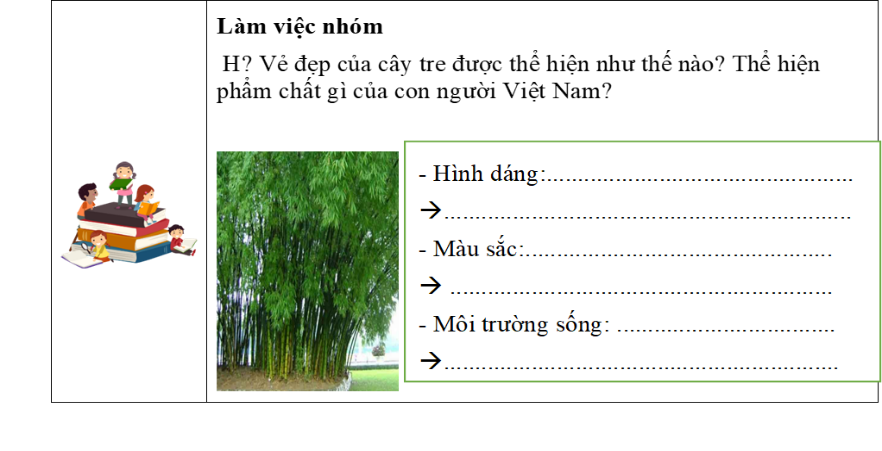 Làm việc nhóm
H? Vẻ đẹp của cây tre được thể hiện như thế nào? Thể hiện
phẩm chất gì của con người Việt Nam?
- Hình dáng:.................................................
→.................................................................
- Màu sắc:.................................................
→ .............................................................
- Môi trường sống: ...................................
→...............................................................